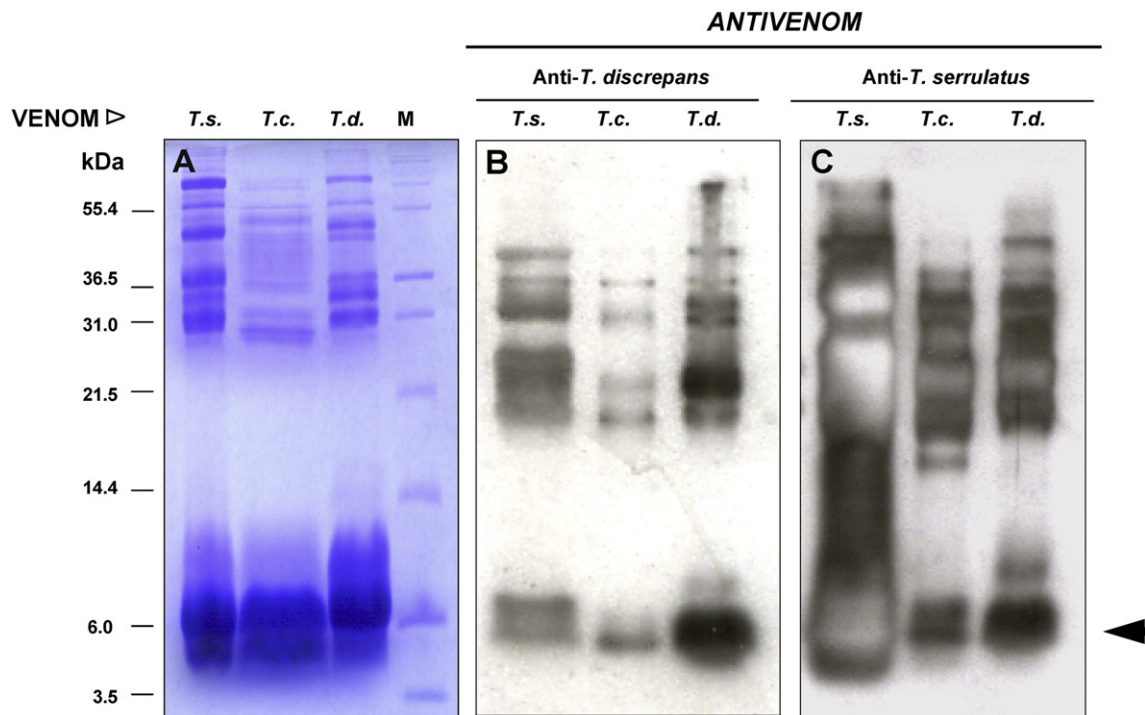 ANTIVENOM
Anti-T. discrepans Anti-T. serrulatus
VENOM T.s. T.c. T.d. M T.s. T.c. T.d. T.s. T.c. T.d.
kDa A B C
55.4
36.5
31.0
21.5
14.4
6.0
3.5